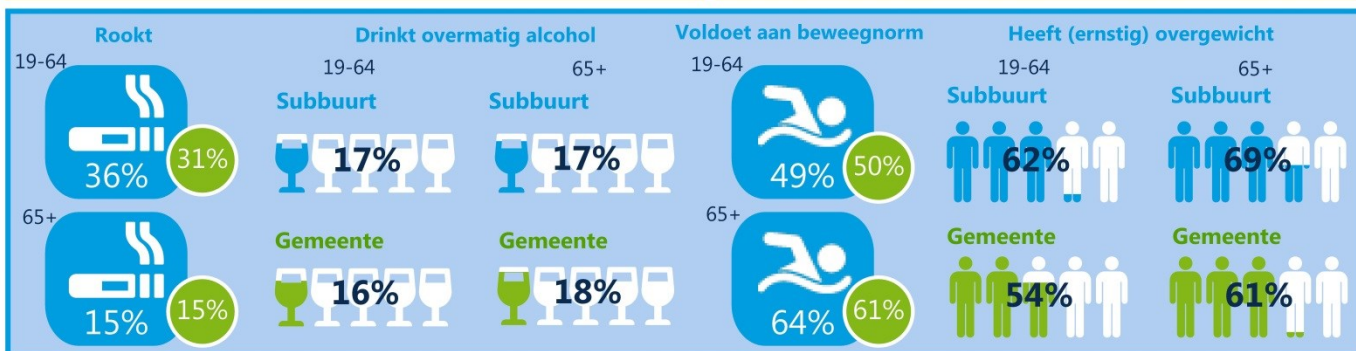 Rookt
19-64
36%
31%
65+
15%
15%
Drinkt overmatig alcohol
19-64
65+
Subbuurt
Subbuurt
17%
17%
Gemeente
Gemeente
16%
18%
Voldoet aan beweegnorm
19-64
49%
50%
65+
64%
61%
Heeft (ernstig) overgewicht
19-64
65+
Subbuurt
Subbuurt
62%
69%
Gemeente
Gemeente
54%
61%